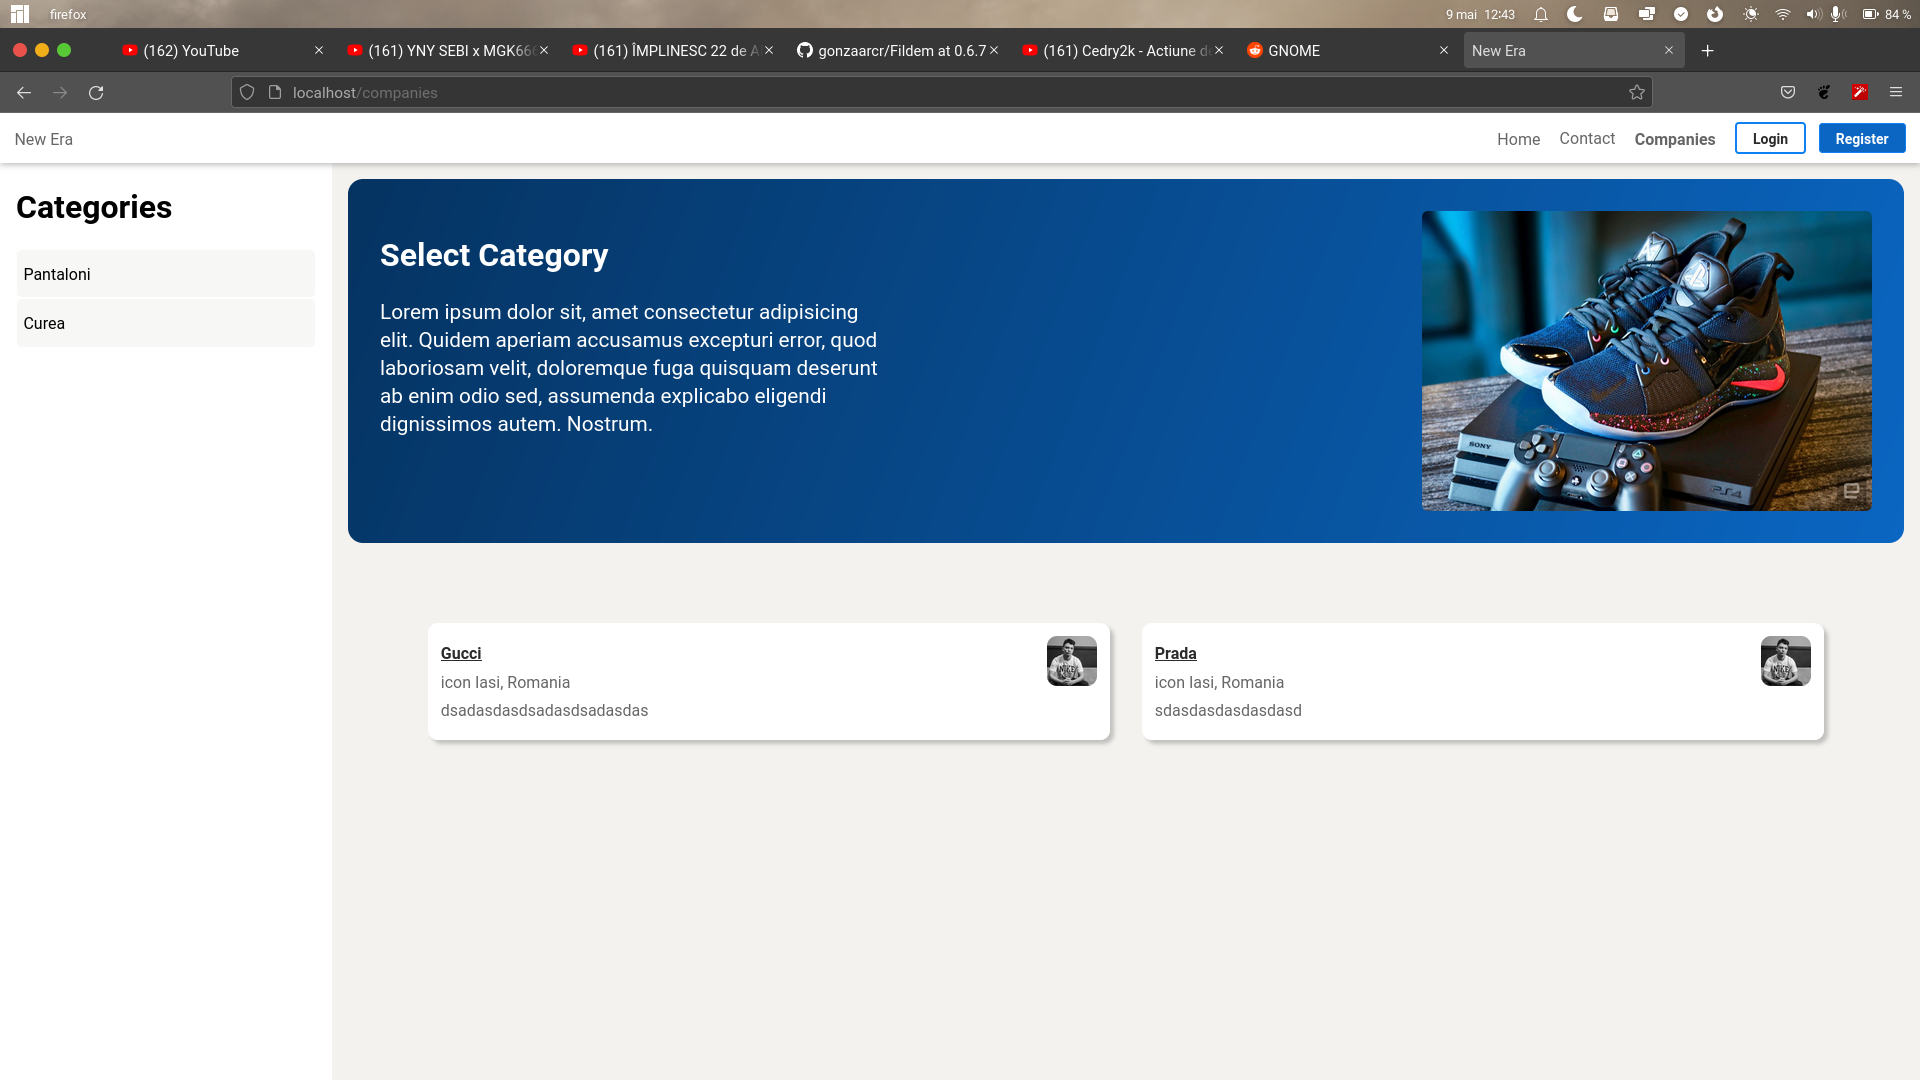 firefox
9 mai 12:43
84 %
(162) YouTube
(161) YNY SEBI x MGK666
(161) ÎMPLINESC 22 de A
gonzaarcr/Fildem at 0.6.7
(161) Cedry2k - Actiune de
GNOME
New Era
localhost/companies
New Era
Home
Contact
Companies
Login
Register
Categories
Pantaloni
Curea
Select Category
Lorem ipsum dolor sit, amet consectetur adipisicing
elit. Quidem aperiam accusamus excepturi error, quod
laboriosam velit, doloremque fuga quisquam deserunt
ab enim odio sed, assumenda explicabo eligendi
dignissimos autem. Nostrum.
SONY
PS4
Gucci
icon Iasi, Romania
dsadasdasdsadasdsadasdas
Prada
icon Iasi, Romania
sdasdasdasdasdasd